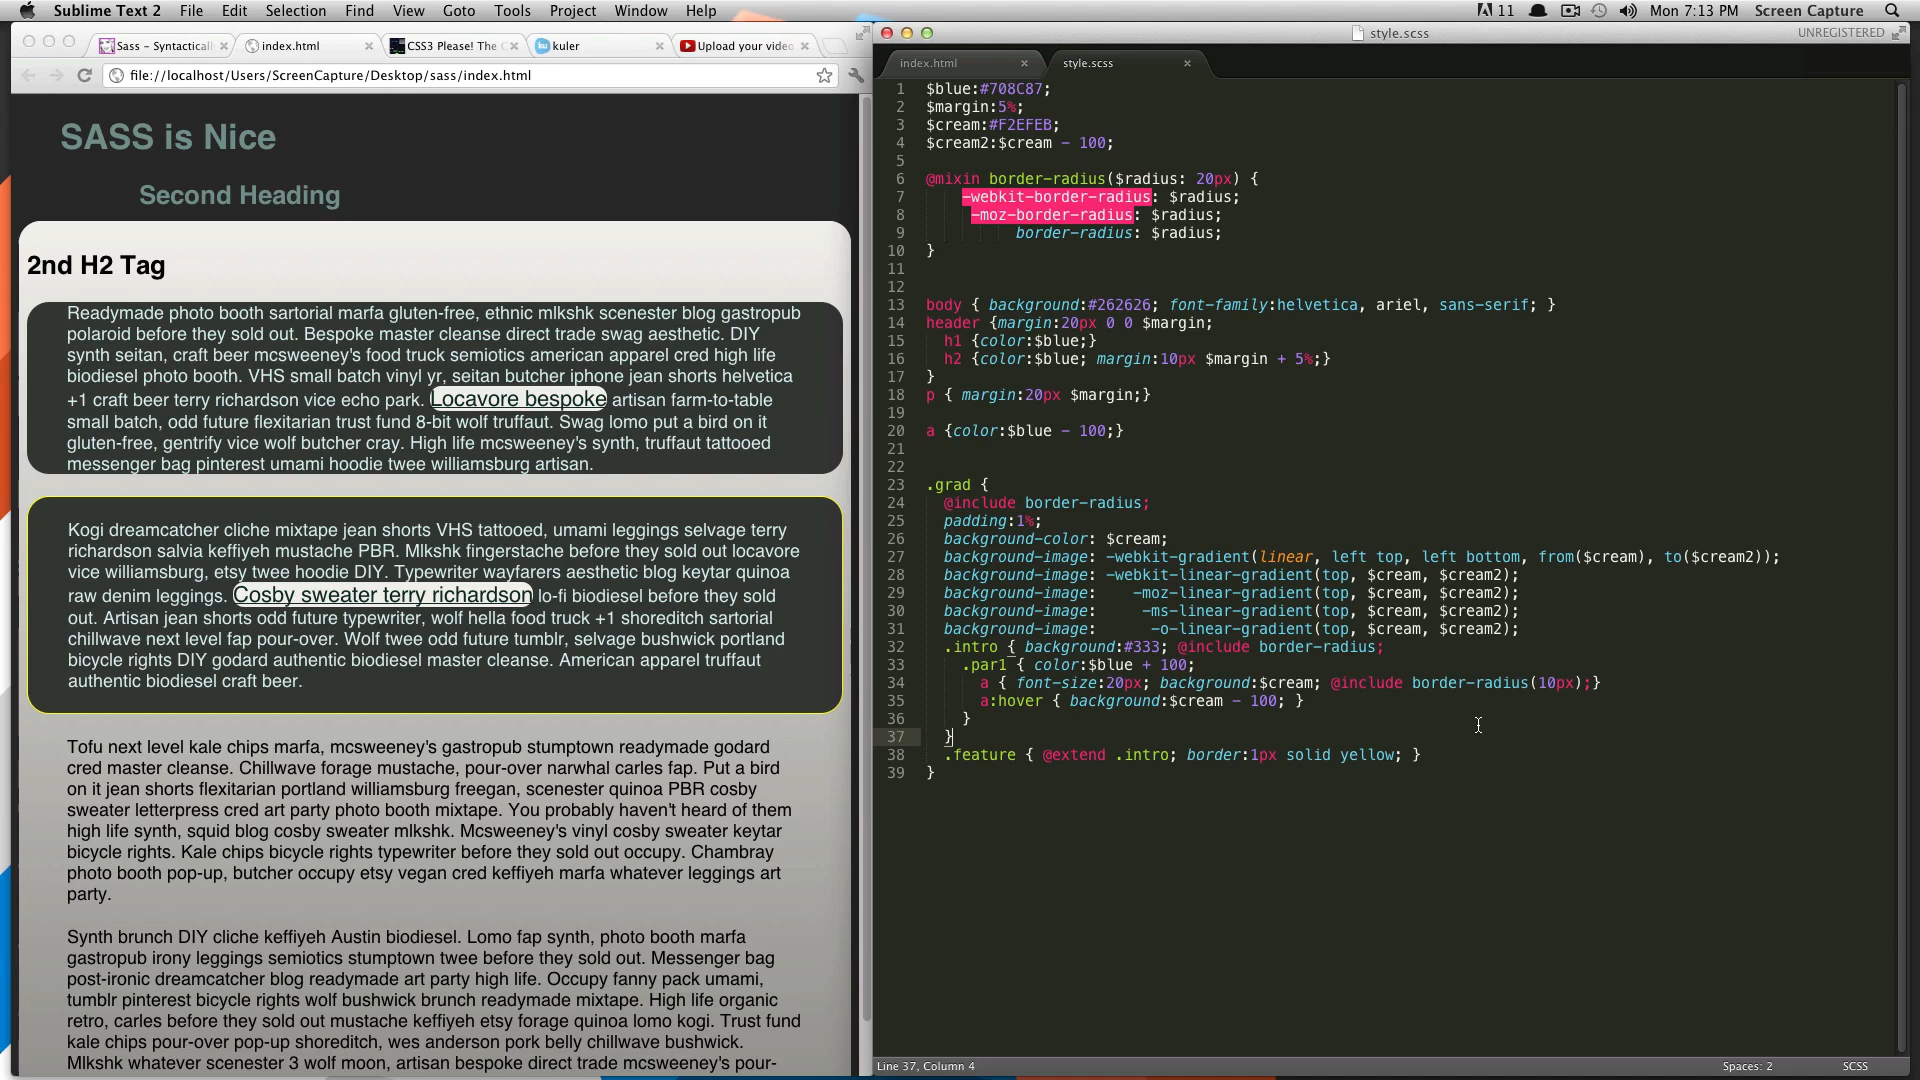 Sublime Text 2 File Edit Selection Find View Goto Tools Project Window Help 11 Mon 7:13 PM Screen Capture
Sass – Syntacticall
index.html
CSS3 Please! The C
kuler
Upload your video
file://localhost/Users/ScreenCapture/Desktop/sass/index.html
SASS is Nice
Second Heading
2nd H2 Tag
Readymade photo booth sartorial marfa gluten-free, ethnic mlkshk scenester blog gastropub
polaroid before they sold out. Bespoke master cleanse direct trade swag aesthetic. DIY
synth seitan, craft beer mcsweeney's food truck semiotics american apparel cred high life
biodiesel photo booth. VHS small batch vinyl yr, seitan butcher iphone jean shorts helvetica
+1 craft beer terry richardson vice echo park. Locavore bespoke artisan farm-to-table
small batch, odd future flexitarian trust fund 8-bit wolf truffaut. Swag lomo put a bird on it
gluten-free, gentrify vice wolf butcher cray. High life mcsweeney's synth, truffaut tattooed
messenger bag pinterest umami hoodie twee williamsburg artisan.
Kogi dreamcatcher cliche mixtape jean shorts VHS tattooed, umami leggings selvage terry
richardson salvia keffiyeh mustache PBR. Mlkshk fingerstache before they sold out locavore
vice williamsburg, etsy twee hoodie DIY. Typewriter wayfarers aesthetic blog keytar quinoa
raw denim leggings. Cosby sweater terry richardson lo-fi biodiesel before they sold
out. Artisan jean shorts odd future typewriter, wolf hella food truck +1 shoreditch sartorial
chillwave next level fap pour-over. Wolf twee odd future tumblr, selvage bushwick portland
bicycle rights DIY godard authentic biodiesel master cleanse. American apparel truffaut
authentic biodiesel craft beer.
Tofu next level kale chips marfa, mcsweeney's gastropub stumptown readymade godard
cred master cleanse. Chillwave forage mustache, pour-over narwhal carles fap. Put a bird
on it jean shorts flexitarian portland williamsburg freegan, scenester quinoa PBR cosby
sweater letterpress cred art party photo booth mixtape. You probably haven't heard of them
high life synth, squid blog cosby sweater mlkshk. Mcsweeney's vinyl cosby sweater keytar
bicycle rights. Kale chips bicycle rights typewriter before they sold out occupy. Chambray
photo booth pop-up, butcher occupy etsy vegan cred keffiyeh marfa whatever leggings art
party.
Synth brunch DIY cliche keffiyeh Austin biodiesel. Lomo fap synth, photo booth marfa
gastropub irony leggings semiotics stumptown twee before they sold out. Messenger bag
post-ironic dreamcatcher blog readymade art party high life. Occupy fanny pack umami,
tumblr pinterest bicycle rights wolf bushwick brunch readymade mixtape. High life organic
retro, carles before they sold out mustache keffiyeh etsy forage quinoa lomo kogi. Trust fund
kale chips pour-over pop-up shoreditch, wes anderson pork belly chillwave bushwick.
Mlkshk whatever scenester 3 wolf moon, artisan bespoke direct trade mcsweeney's pour-
style.scss
UNREGISTERED
index.html
style.scss
1 $blue:#708C87;
2 $margin:5%;
3 $cream:#F2EFEB;
4 $cream2:$cream - 100;
5
6 @mixin border-radius($radius: 20px) {
7 -webkit-border-radius: $radius;
8 -moz-border-radius: $radius;
9 border-radius: $radius;
10 }
11
12
13 body { background:#262626; font-family:helvetica, ariel, sans-serif; }
14 header {margin:20px 0 0 $margin;
15 h1 {color:$blue;}
16 h2 {color:$blue; margin:10px $margin + 5%;}
17 }
18 p { margin:20px $margin;}
19
20 a {color:$blue - 100;}
21
22
23 .grad {
24 @include border-radius;
25 padding:1%;
26 background-color: $cream;
27 background-image: -webkit-gradient(linear, left top, left bottom, from($cream), to($cream2));
28 background-image: -webkit-linear-gradient(top, $cream, $cream2);
29 background-image: -moz-linear-gradient(top, $cream, $cream2);
30 background-image: -ms-linear-gradient(top, $cream, $cream2);
31 background-image: -o-linear-gradient(top, $cream, $cream2);
32 .intro { background:#333; @include border-radius;
33 .par1 { color:$blue + 100;
34 a { font-size:20px; background:$cream; @include border-radius(10px);}
35 a:hover { background:$cream - 100; }
36 }
37 }
38 .feature { @extend .intro; border:1px solid yellow; }
39 }
Line 37, Column 4
Spaces: 2
SCSS